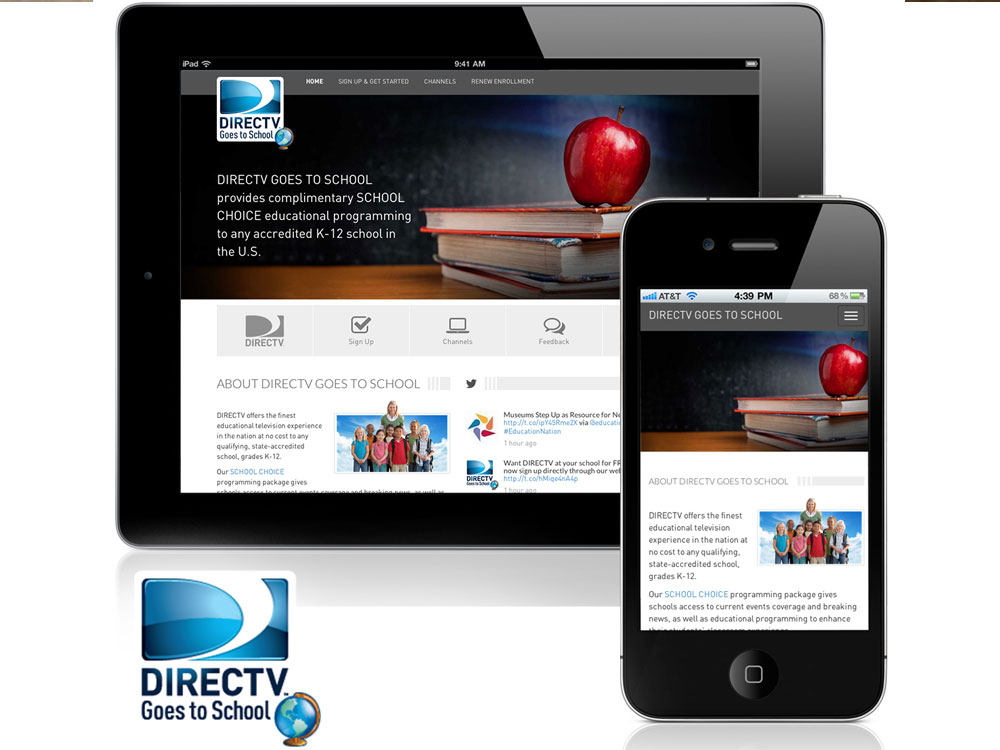 iPad
9:41 AM
HOME SIGN UP & GET STARTED CHANNELS RENEW ENROLLMENT
DIRECTV
Goes to School
DIRECTV GOES TO SCHOOL
provides complimentary SCHOOL
CHOICE educational programming
to any accredited K-12 school in
the U.S.
DIRECTV
Sign Up
Channels
Feedback
ABOUT DIRECTV GOES TO SCHOOL
DIRECTV offers the finest
educational television experience
in the nation at no cost to any
qualifying, state-accredited
school, grades K-12.
Our SCHOOL CHOICE
programming package gives
schools access to current events coverage and breaking news, as well as
Museums Step Up as Resource for
http://t.co/ipY45Rme2X via
#EducationNation
1 hour ago
Want DIRECTV at your school for
now sign up directly through our
http://t.co/hMiqe4nA4p
1 hour ago
DIRECTV
Goes to School
AT&T 4:39 PM 68%
DIRECTV GOES TO SCHOOL
ABOUT DIRECTV GOES TO SCHOOL
DIRECTV offers the finest
educational television
experience in the nation at
no cost to any qualifying,
state-accredited school,
grades K-12.
Our SCHOOL CHOICE programming package gives
schools access to current events coverage and breaking
news, as well as educational programming to enhance
their students' classroom experience.
DIRECTV™
Goes to School